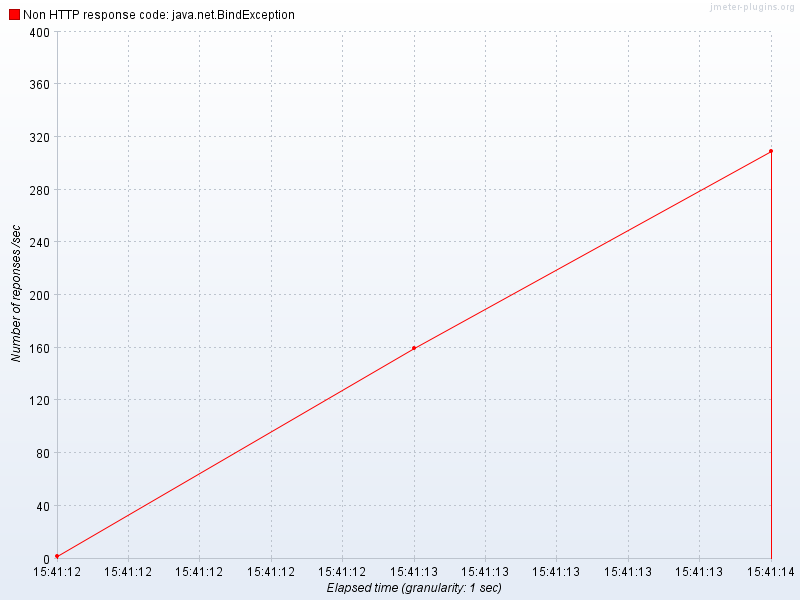 jmeter-plugins.org
Non HTTP response code: java.net.BindException
400
360
320
280
240
200
160
120
80
40
0
Number of reponses /sec
15:41:12 15:41:12 15:41:12 15:41:12 15:41:12 15:41:13 15:41:13 15:41:13 15:41:13 15:41:13 15:41:14
Elapsed time (granularity: 1 sec)